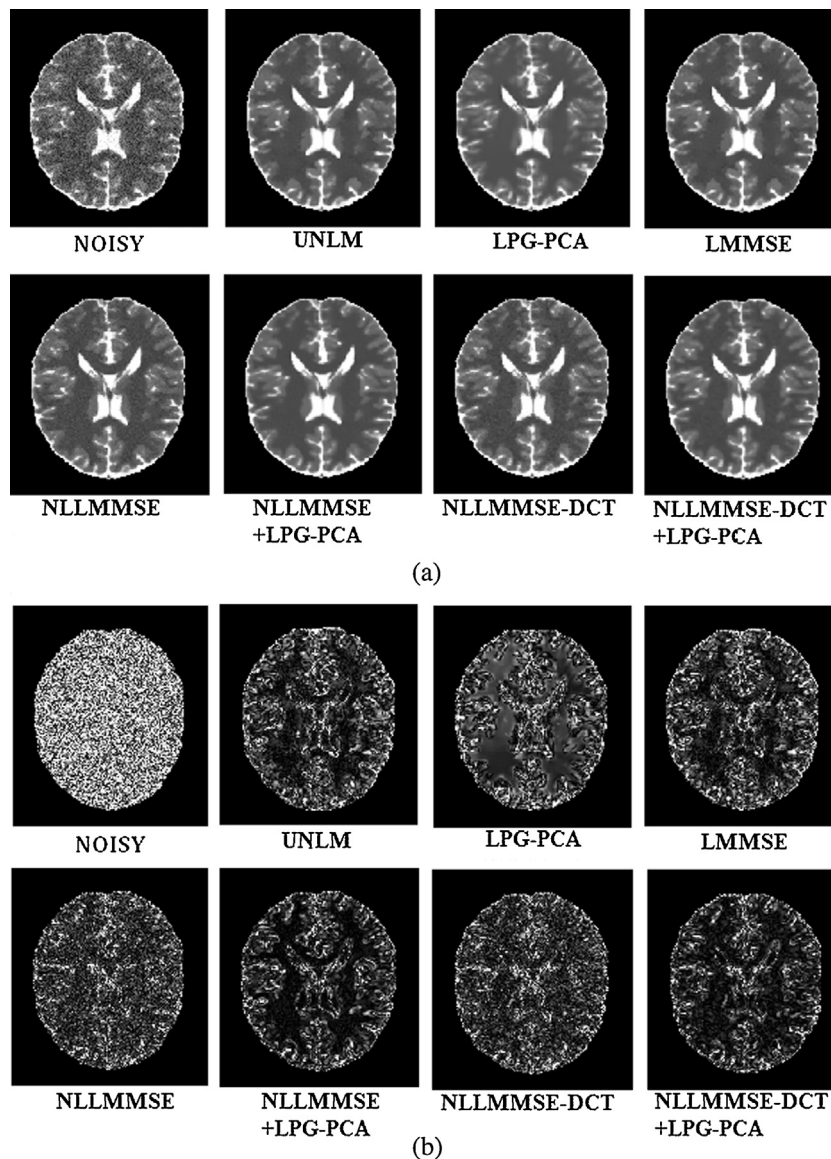 NOISY
UNLM
LPG-PCA
LMMSE
NLLMMSE
NLLMMSE
+LPG-PCA
NLLMMSE-DCT
NLLMMSE-DCT
+LPG-PCA
(a)
NOISY
UNLM
LPG-PCA
LMMSE
NLLMMSE
NLLMMSE
+LPG-PCA
NLLMMSE-DCT
NLLMMSE-DCT
+LPG-PCA
(b)